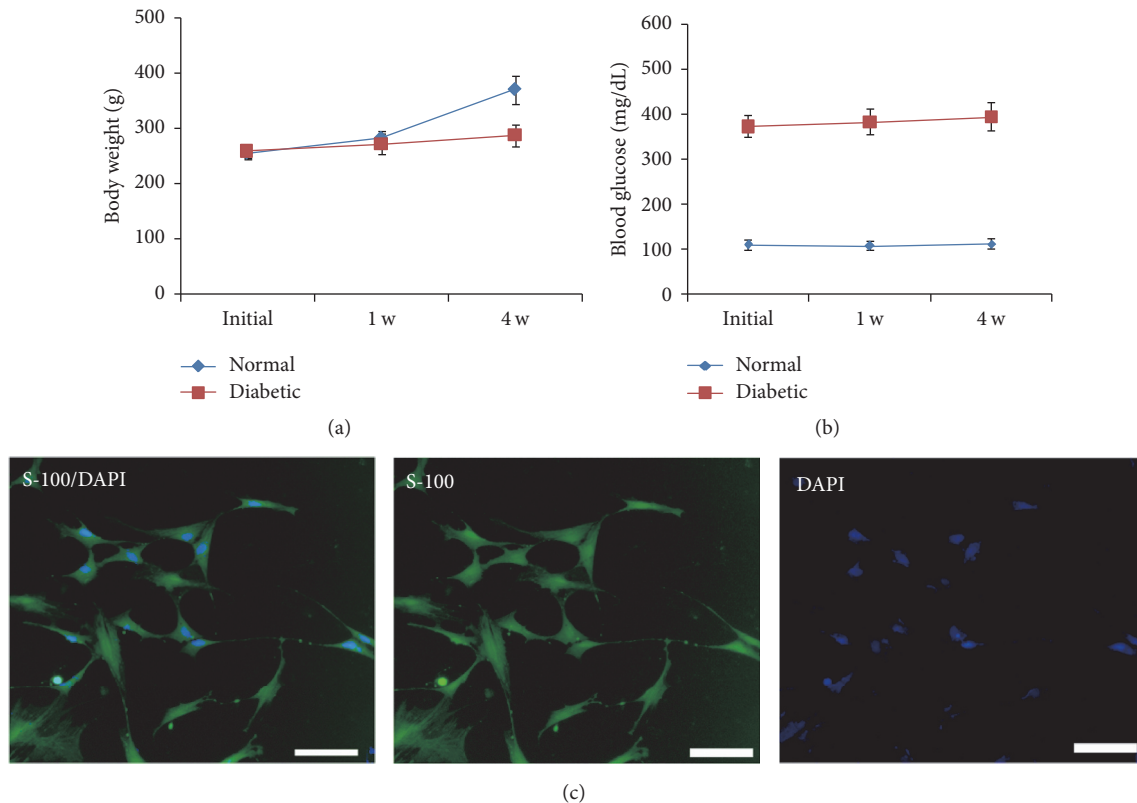 500
400
300
200
100
0
Body weight (g)
Initial 1 w 4 w
Normal
Diabetic
(a)
600
500
400
300
200
100
0
Blood glucose (mg/dL)
Initial 1 w 4 w
Normal
Diabetic
(b)
S-100/DAPI
S-100
DAPI
(c)